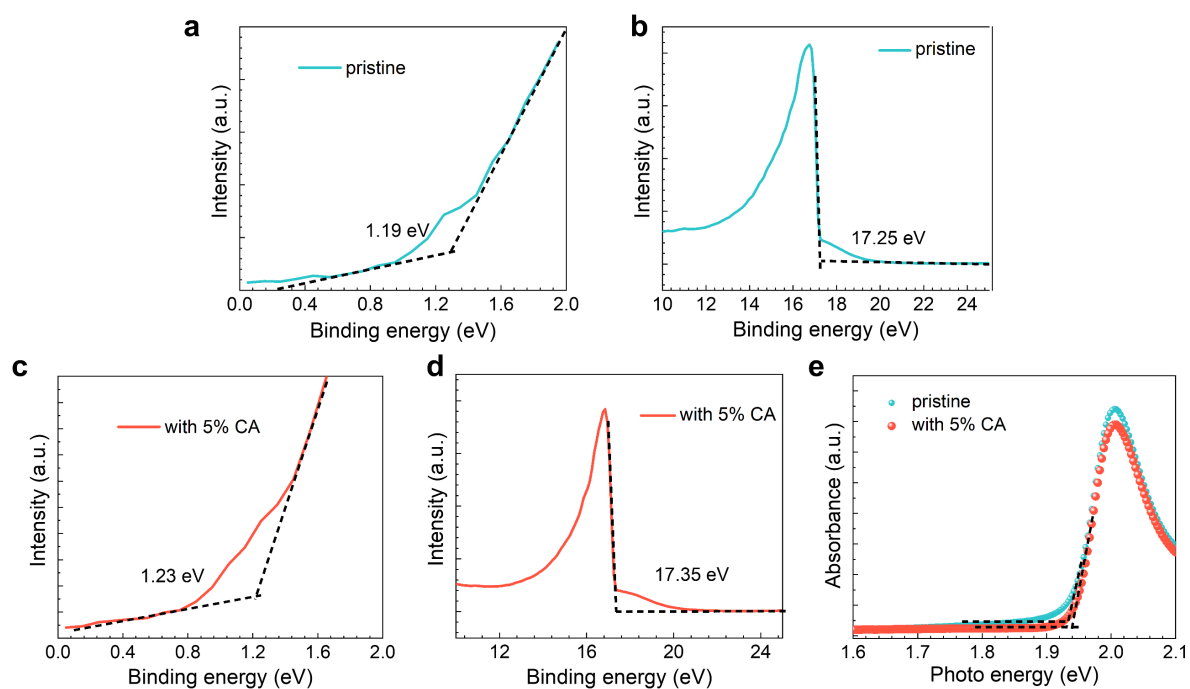 a
pristine
1.19 eV
Intensity (a.u.)
0.0 0.4 0.8 1.2 1.6 2.0
Binding energy (eV)
b
pristine
17.25 eV
Intensity (a.u.)
10 12 14 16 18 20 22 24
Binding energy (eV)
c
with 5% CA
1.23 eV
Intensity (a.u.)
0.0 0.4 0.8 1.2 1.6 2.0
Binding energy (eV)
d
with 5% CA
17.35 eV
Intensity (a.u.)
12 16 20 24
Binding energy (eV)
e
pristine
with 5% CA
Absorbance (a.u.)
1.6 1.7 1.8 1.9 2.0 2.1
Photo energy (eV)